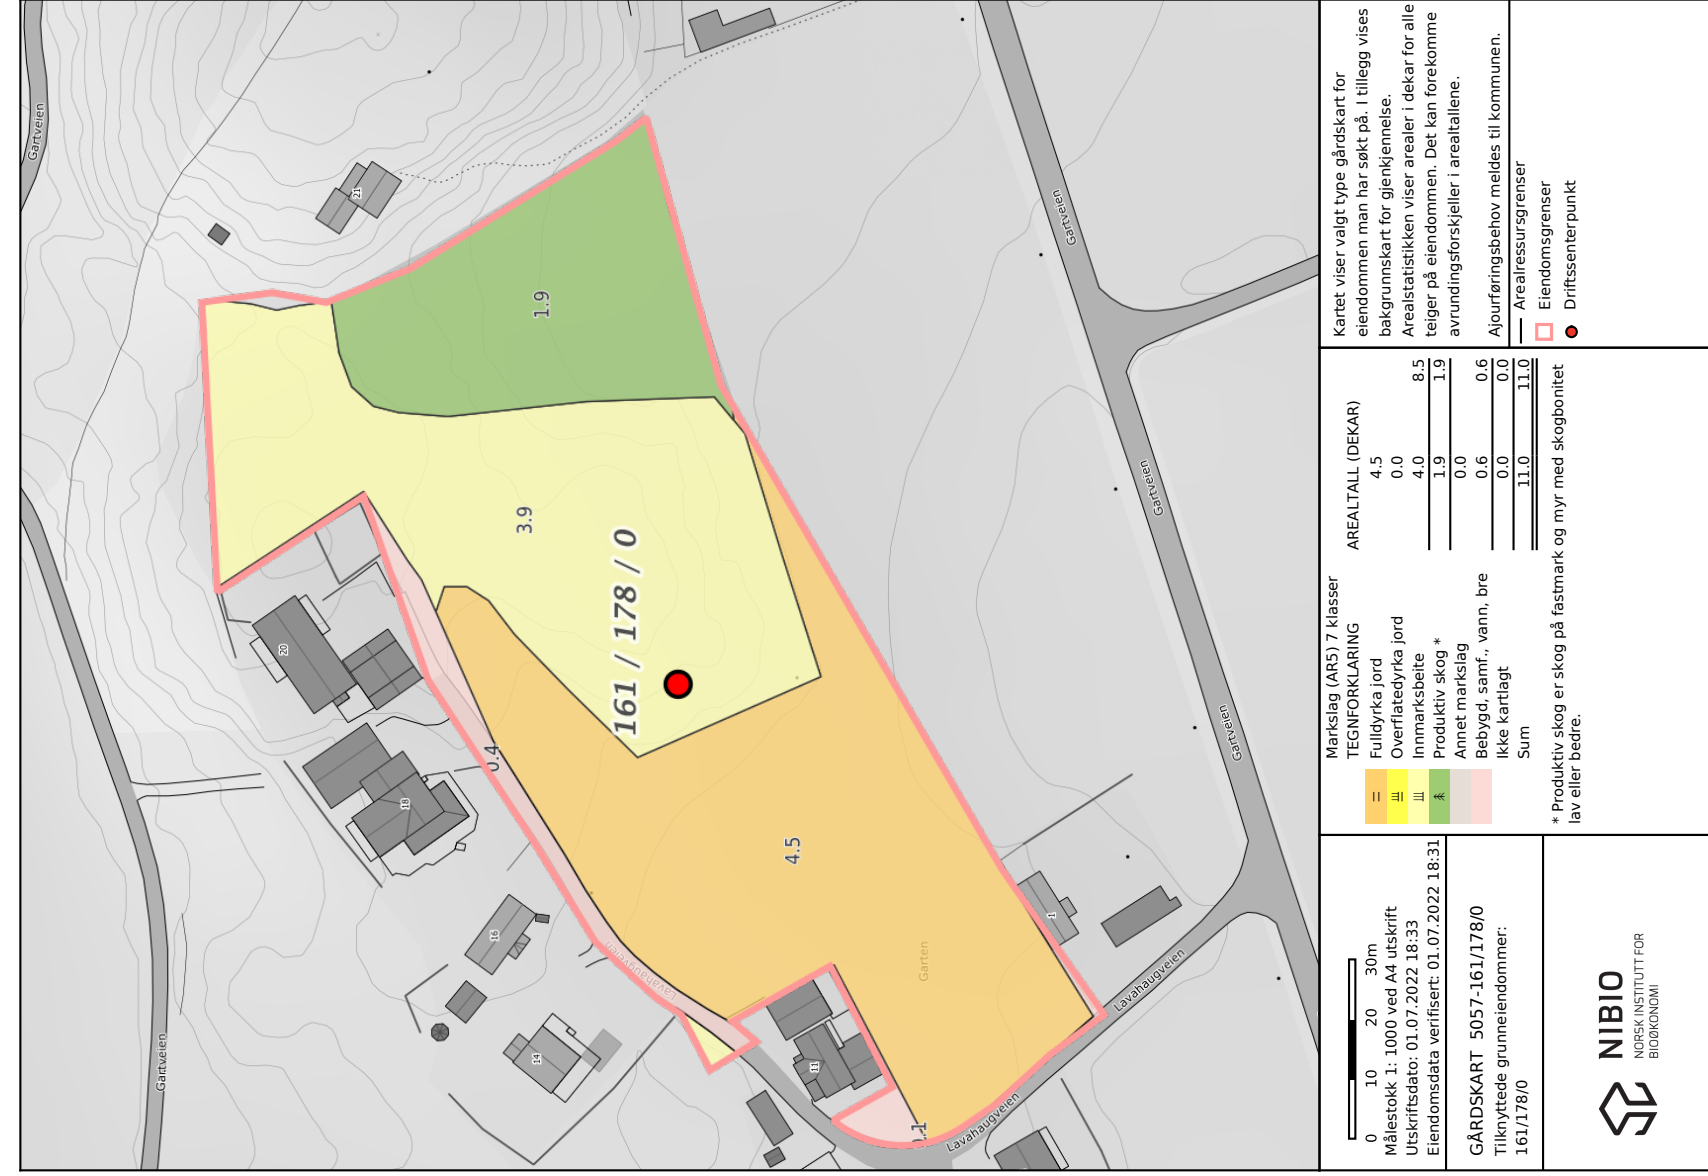 Gartveien
Gartveien
Gartveien
Gartveien
Gartveien
Gartveien
21
20
18
16
14
11
1
1.9
3.9
161 / 178 / 0
0.4
4.5
Garten
Lavahaugveien
Lavahaugveien
Lavahaugveien
0 10 20 30m
Målestokk 1: 1000 ved A4 utskrift
Utskriftsdato: 01.07.2022 18:33
Eiendomsdata verifisert: 01.07.2022 18:31
GÅRDSKART 5057-161/178/0
Tilknyttede grunneiendommer:
161/178/0
NIBIO
NORSK INSTITUTT FOR
BIOØKONOMI
Markslag (AR5) 7 klasser
TEGNFORKLARING AREALTALL (DEKAR)
Fulldyrka jord 4.5
Overflatedyrka jord 0.0
Innmarksbeite 4.0 8.5
Produktiv skog * 1.9 1.9
Annet markslag 0.0
Bebygd, samf., vann, bre 0.6 0.6
Ikke kartlagt 0.0 0.0
Sum 11.0 11.0
* Produktiv skog er skog på fastmark og myr med skogbonitet
lav eller bedre.
Kartet viser valgt type gårdskart for
eiendommen man har søkt på. I tillegg vises
bakgrunnskart for gjenkjennelse.
Arealstatistikken viser arealer i dekar for alle
teiger på eiendommen. Det kan forekomme
avrundingsforskjeller i arealtallene.
Ajourføringsbehov meldes til kommunen.
Arealressursgrenser
Eiendomsgrenser
Driftssenterpunkt